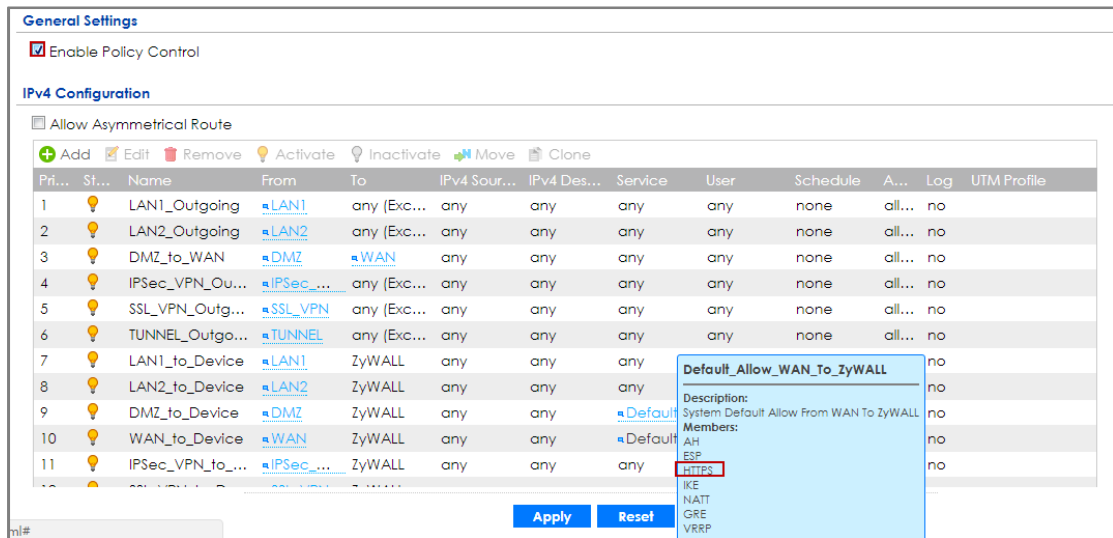 General Settings
Enable Policy Control
IPv4 Configuration
Allow Asymmetrical Route
Add Edit Remove Activate Inactivate Move Clone
Pri... St... Name From To IPv4 Sour... IPv4 Des... Service User Schedule A... Log UTM Profile
1 LAN1_Outgoing LAN1 any (Exc... any any any any none all... no
2 LAN2_Outgoing LAN2 any (Exc... any any any any none all... no
3 DMZ_to_WAN DMZ WAN any any any any none all... no
4 IPSec_VPN_Ou... IPSec_... any (Exc... any any any any none all... no
5 SSL_VPN_Outg... SSL_VPN any (Exc... any any any any none all... no
6 TUNNEL_Outgo... TUNNEL any (Exc... any any any any none all... no
7 LAN1_to_Device LAN1 ZyWALL any any any no
8 LAN2_to_Device LAN2 ZyWALL any any any no
9 DMZ_to_Device DMZ ZyWALL any any Default no
10 WAN_to_Device WAN ZyWALL any any Default no
11 IPSec_VPN_to_... IPSec_... ZyWALL any any any no
Default_Allow_WAN_To_ZyWALL
Description:
System Default Allow From WAN To ZyWALL
Members:
AH
ESP
HTTPS
IKE
NATT
GRE
VRRP
Apply Reset
ml#